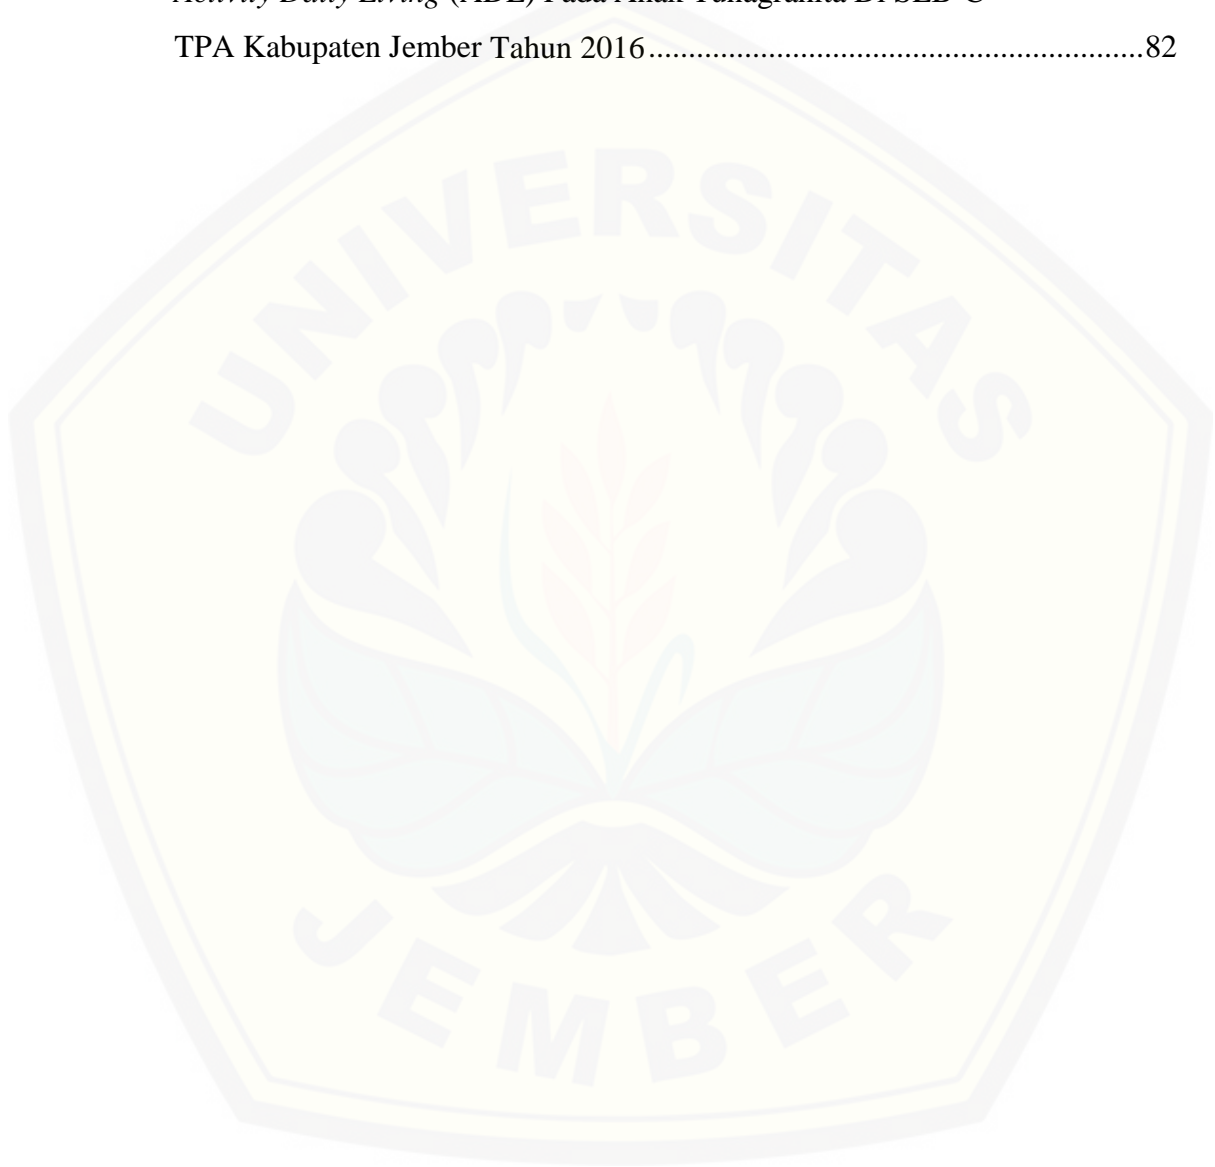 Activity Daily Living (ADL) Pada Anak Tunagrahita Di SLB-C
TPA Kabupaten Jember Tahun 2016...............................................................82
UNIVERSITAS
JEMBER